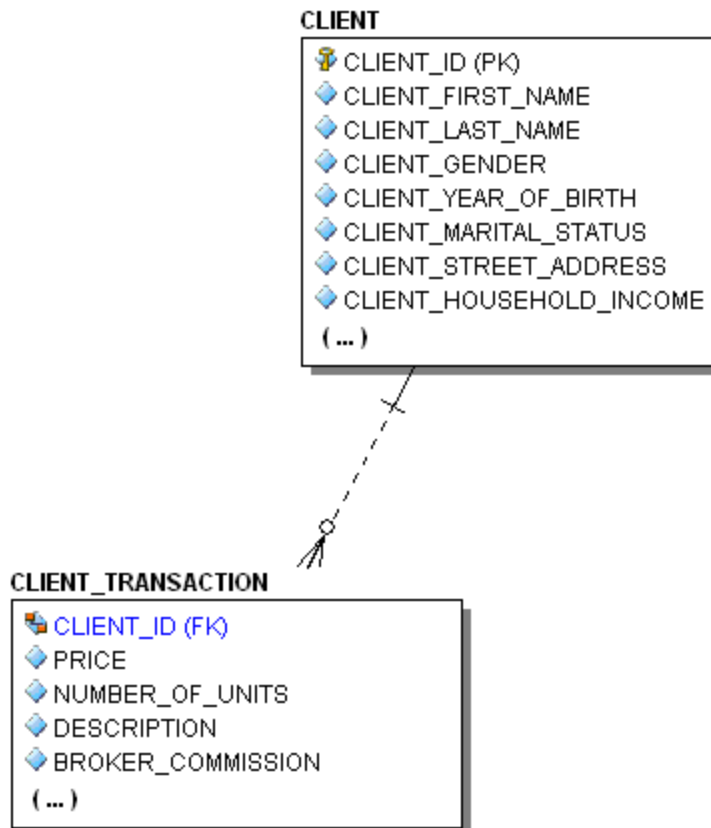 CLIENT
CLIENT_ID (PK)
CLIENT_FIRST_NAME
CLIENT_LAST_NAME
CLIENT_GENDER
CLIENT_YEAR_OF_BIRTH
CLIENT_MARITAL_STATUS
CLIENT_STREET_ADDRESS
CLIENT_HOUSEHOLD_INCOME
(...)
CLIENT_TRANSACTION
CLIENT_ID (FK)
PRICE
NUMBER_OF_UNITS
DESCRIPTION
BROKER_COMMISSION
(...)